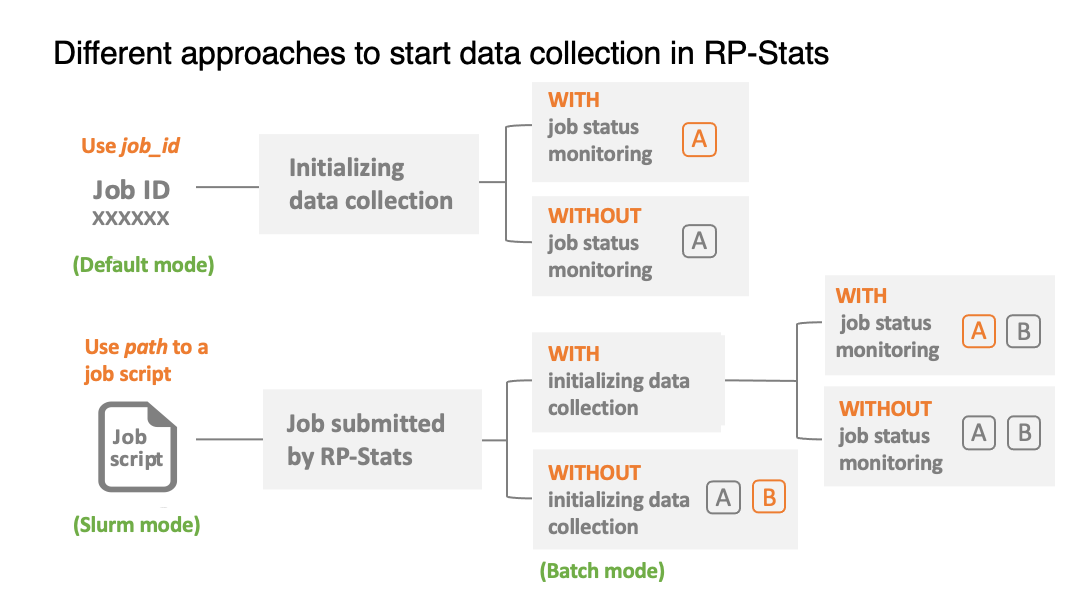 Different approaches to start data collection in RP-Stats
Use job_id
Job ID
XXXXXX
(Default mode)
Initializing
data collection
WITH
job status
monitoring
A
WITHOUT
job status
monitoring
A
Use path to a
job script
Job
script
(Slurm mode)
Job submitted
by RP-Stats
WITH
initializing data
collection
WITH
job status
monitoring
A B
WITHOUT
job status
monitoring
A B
WITHOUT
initializing data
collection
A B
(Batch mode)